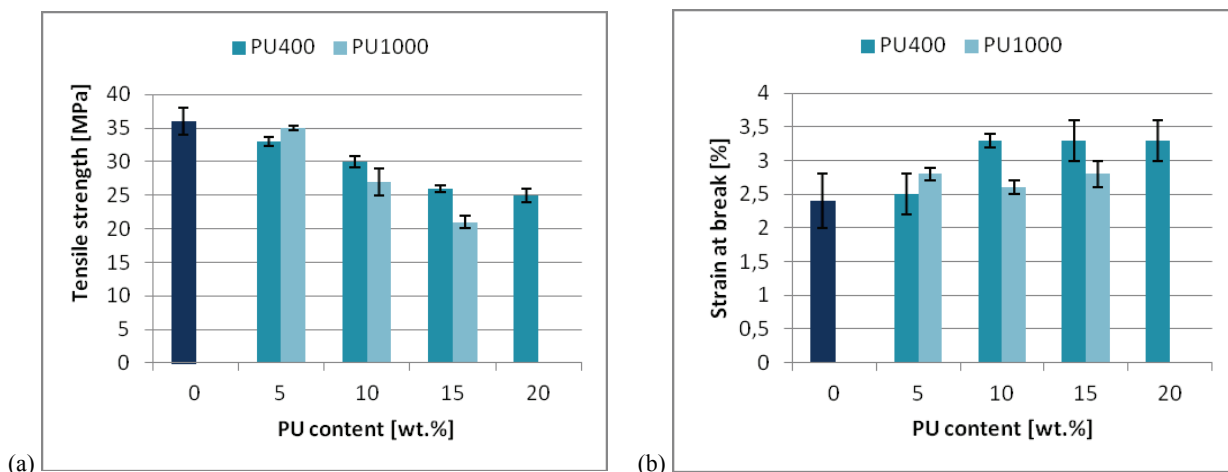 PU400 PU1000
Tensile strength [MPa]
40
35
30
25
20
15
10
5
0
0 5 10 15 20
PU content [wt.%]
(a)
PU400 PU1000
Strain at break [%]
4
3,5
3
2,5
2
1,5
1
0,5
0
0 5 10 15 20
PU content [wt.%]
(b)